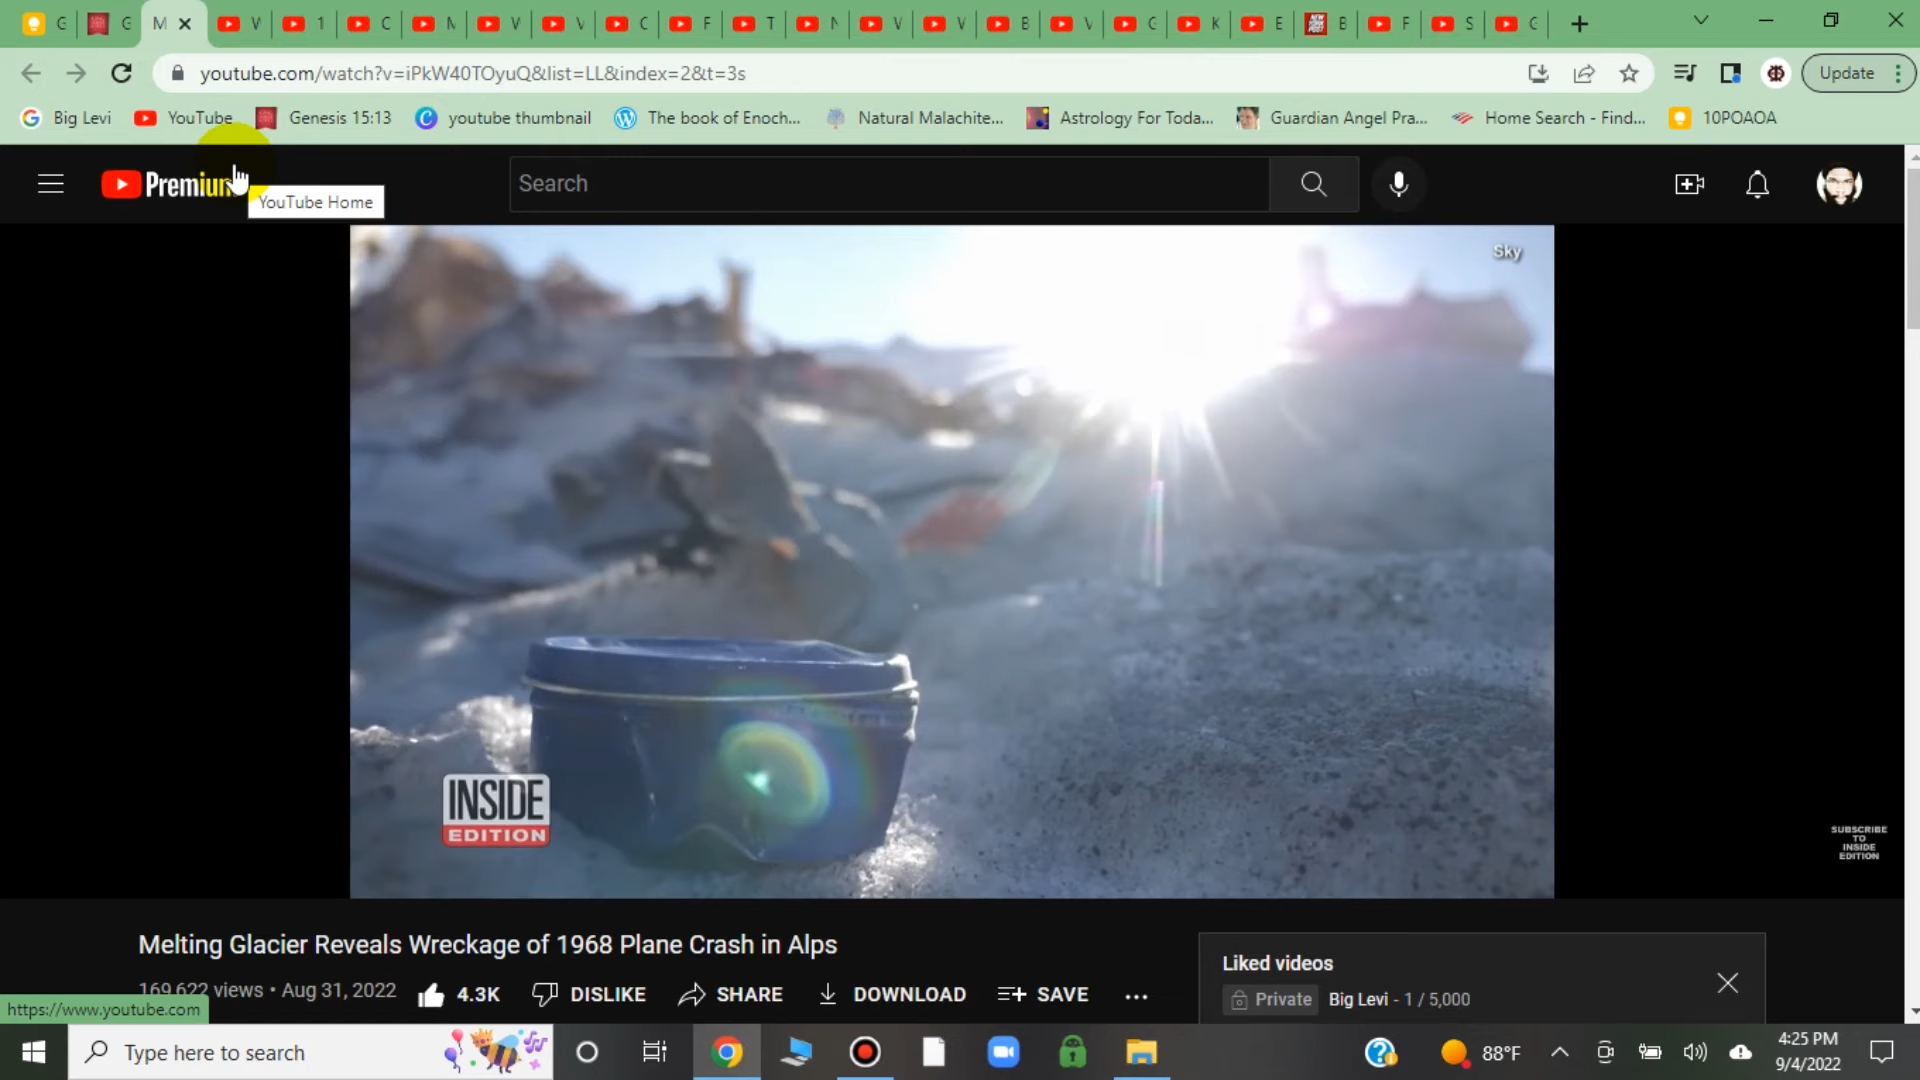 G
G
M
V
1
C
M
V
V
C
F
T
N
V
V
B
V
G
K
E
B
F
S
G
youtube.com/watch?v=iPkW40TOyuQ&list=LL&index=2&t=3s
Update
Big Levi
YouTube
Genesis 15:13
youtube thumbnail
The book of Enoch...
Natural Malachite...
Astrology For Toda...
Guardian Angel Pra...
Home Search - Find...
10POAOA
Premium
Search
YouTube Home
Sky
INSIDE
EDITION
SUBSCRIBE
TO
INSIDE
EDITION
Melting Glacier Reveals Wreckage of 1968 Plane Crash in Alps
169,622 views • Aug 31, 2022
4.3K
DISLIKE
SHARE
DOWNLOAD
SAVE
Liked videos
Private
Big Levi - 1 / 5,000
https://www.youtube.com
Type here to search
88°F
4:25 PM
9/4/2022